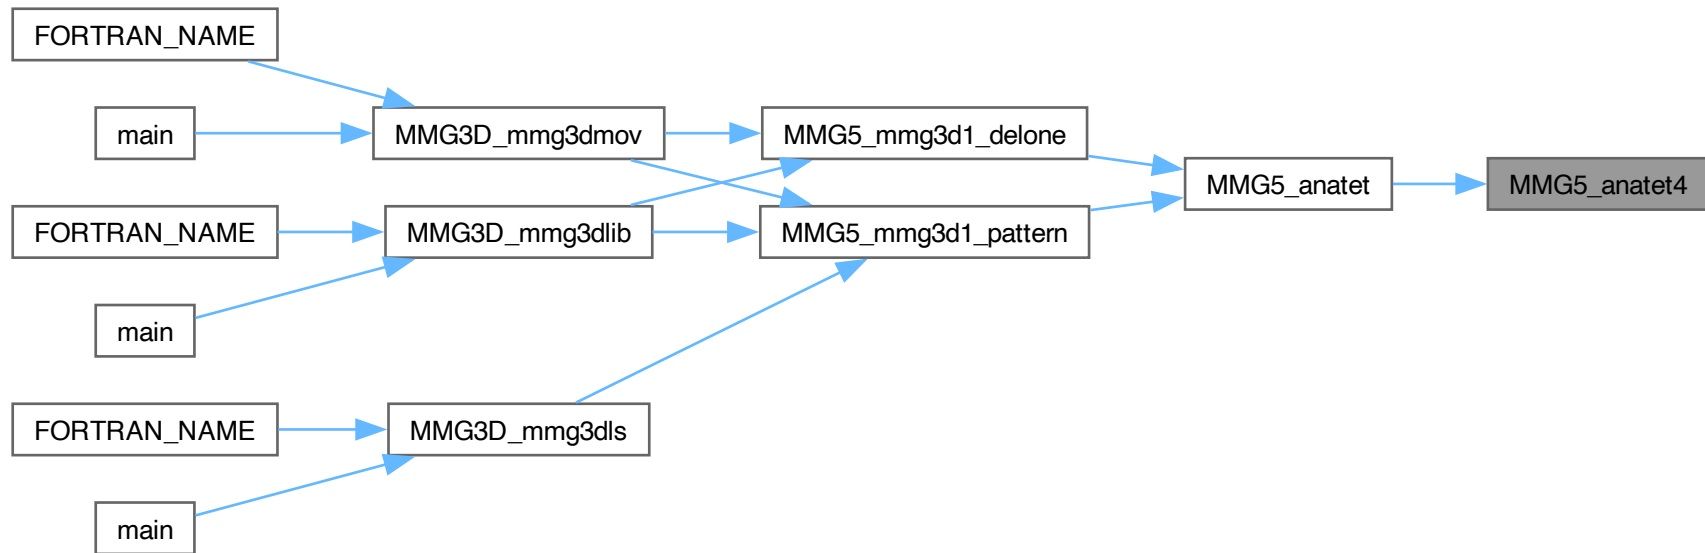 FORTRAN_NAME
main
MMG3D_mmg3dmov
MMG5_mmg3d1_delone
MMG5_anatet
MMG5_anatet4
FORTRAN_NAME
MMG3D_mmg3dlib
MMG5_mmg3d1_pattern
main
FORTRAN_NAME
MMG3D_mmg3dls
main